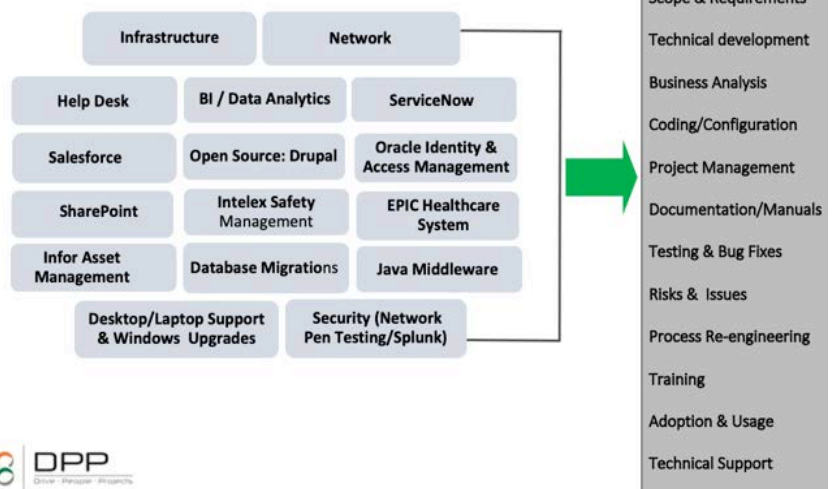 Scope & Requirements
Infrastructure
Network
Technical development
Business Analysis
Help Desk
BI / Data Analytics
ServiceNow
Coding/Configuration
Salesforce
Open Source: Drupal
Oracle Identity &
Access Management
Project Management
SharePoint
Intelex Safety
Management
EPIC Healthcare
System
Documentation/Manuals
Infor Asset
Management
Database Migrations
Java Middleware
Testing & Bug Fixes
Risks & Issues
Desktop/Laptop Support
& Windows Upgrades
Security (Network
Pen Testing/Splunk)
Process Re-engineering
Training
Adoption & Usage
Technical Support
DPP
Drive · People · Projects